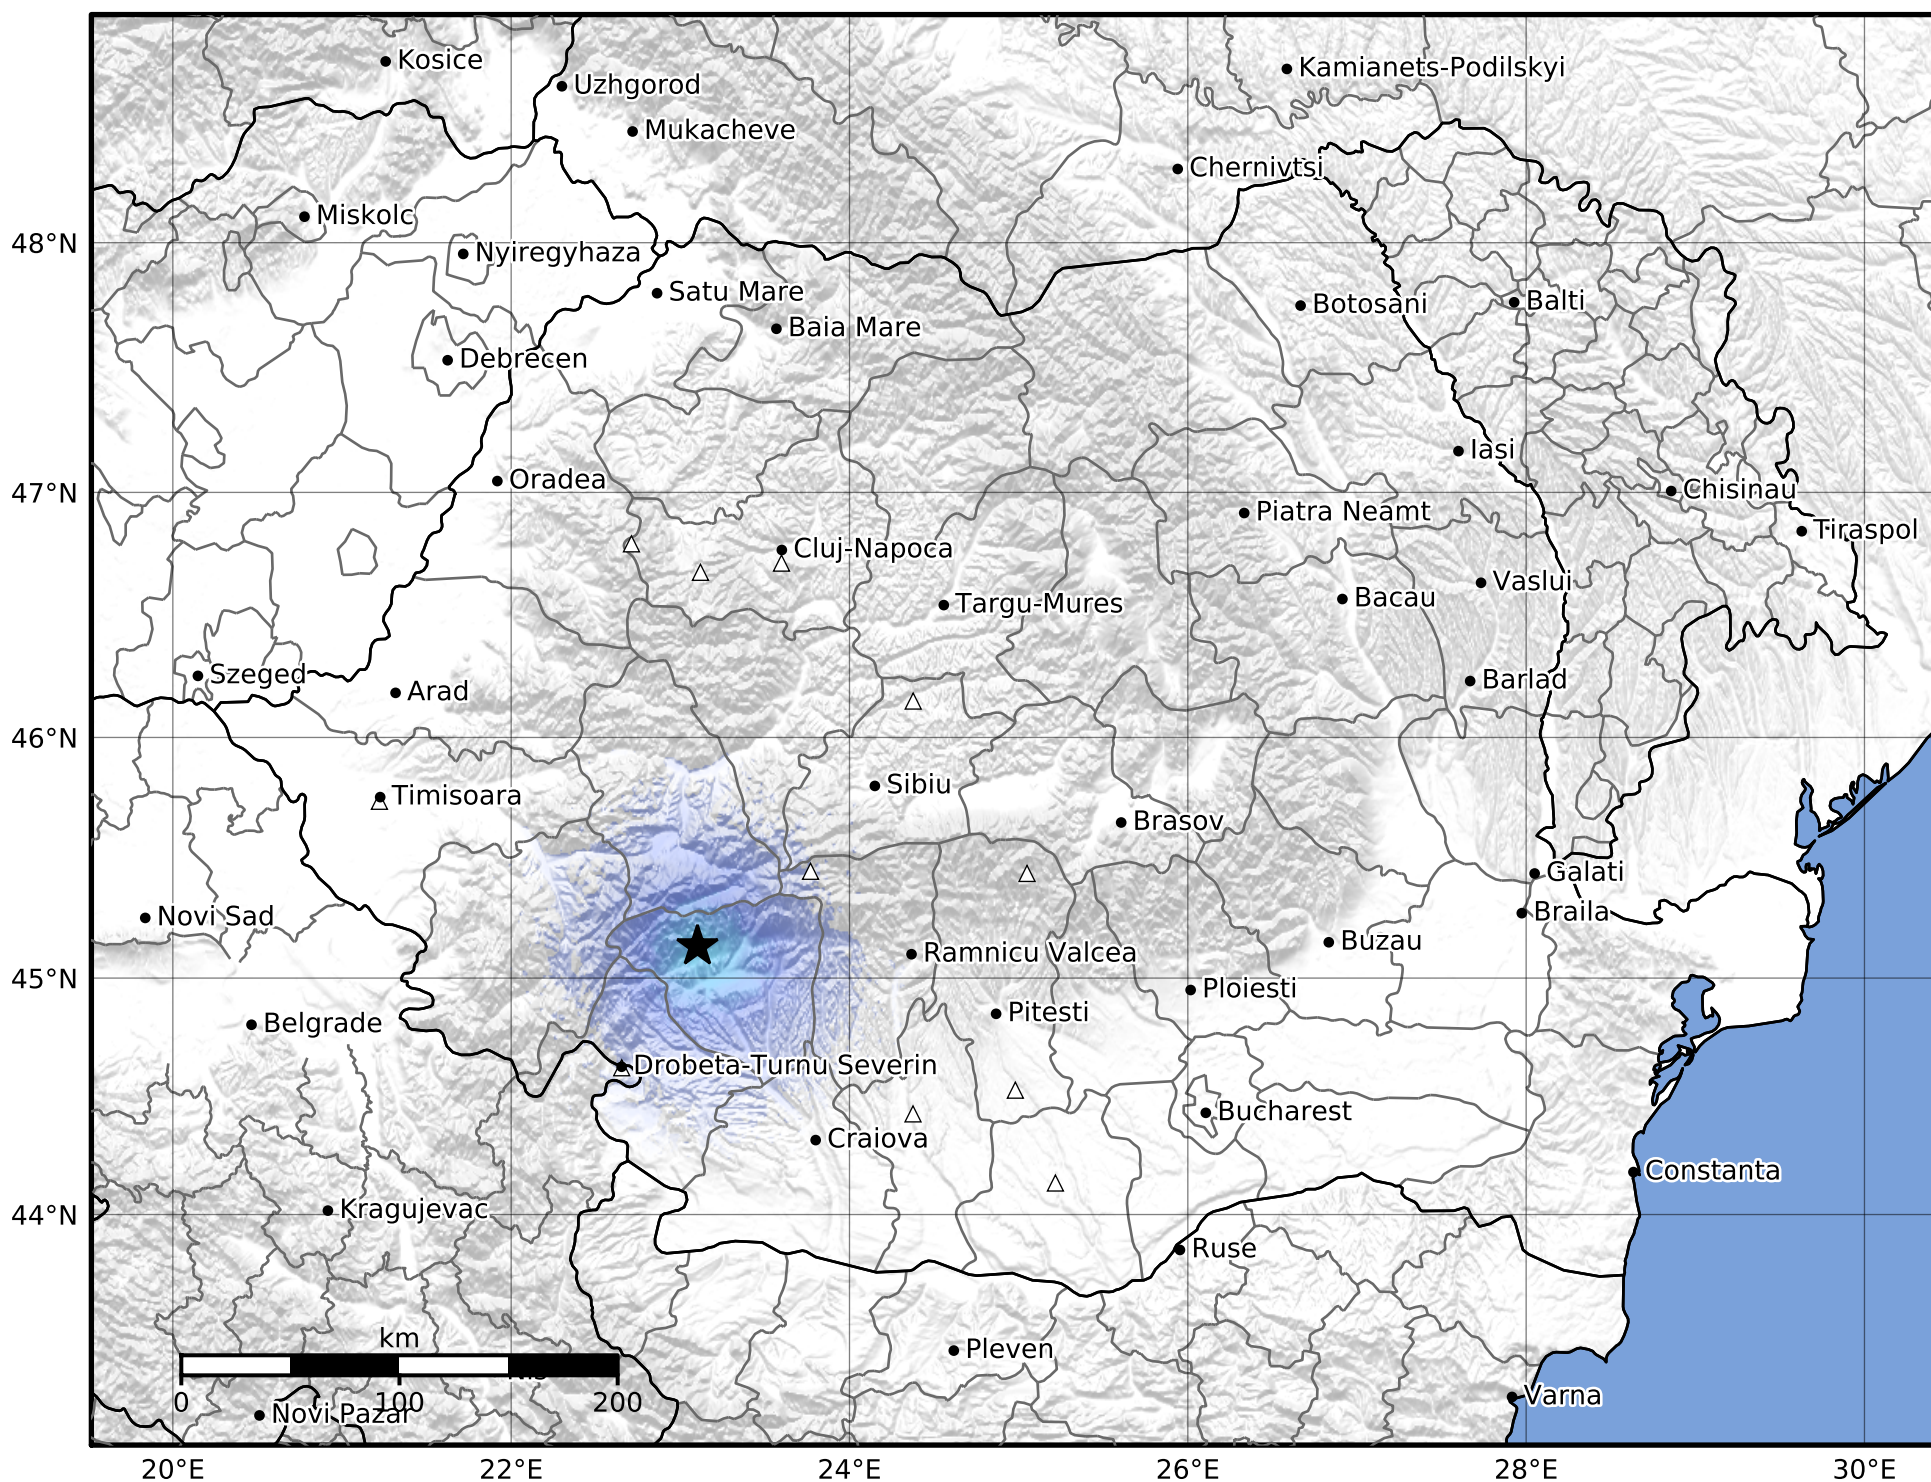 Kosice
Kamianets-Podilskyi
Uzhgorod
Mukacheve
Chernivtsi
Miskolc
48°N
Nyiregyhaza
Satu Mare
Botosani
Balti
Baia Mare
Debrecen
Iasi
Oradea
47°N
Chisinau
Piatra Neamt
Tiraspol
Cluj-Napoca
Vaslui
Bacau
Targu-Mures
Szeged
Barlad
Arad
46°N
Sibiu
Timisoara
Brasov
Galati
Braila
Novi Sad
Buzau
Ramnicu Valcea
45°N
Ploiesti
Pitesti
Belgrade
Drobeta-Turnu Severin
Bucharest
Craiova
Constanta
Kragujevac
44°N
Ruse
km
Pleven
0 100 200
Varna
Novi Pazar
20°E 22°E 24°E 26°E 28°E 30°E